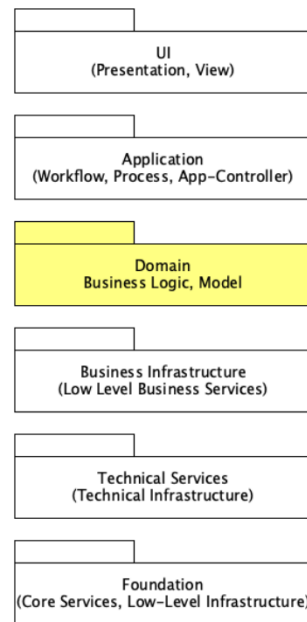 UI
(Presentation, View)
Application
(Workflow, Process, App-Controller)
Domain
Business Logic, Model
Business Infrastructure
(Low Level Business Services)
Technical Services
(Technical Infrastructure)
Foundation
(Core Services, Low-Level Infrastructure)